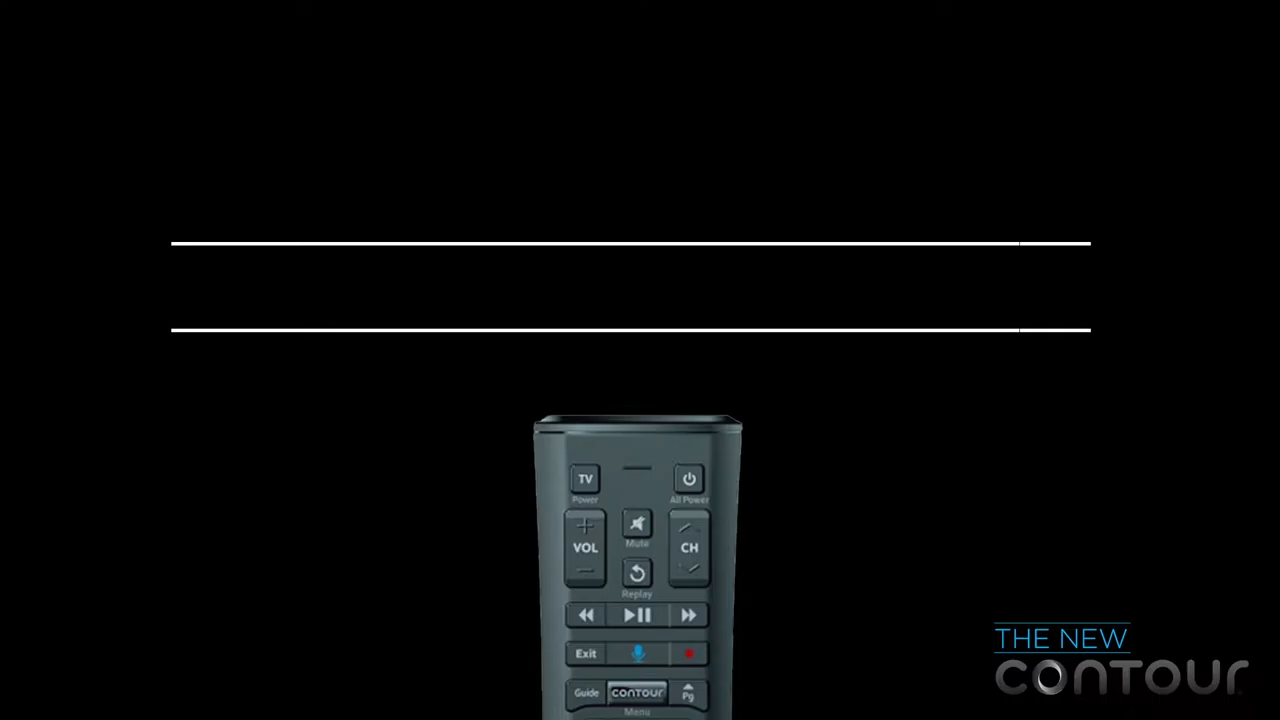 TV
Power
All Power
VOL
CH
Mute
Replay
Exit
Guide
contour
Pg
Menu
THE NEW
contour